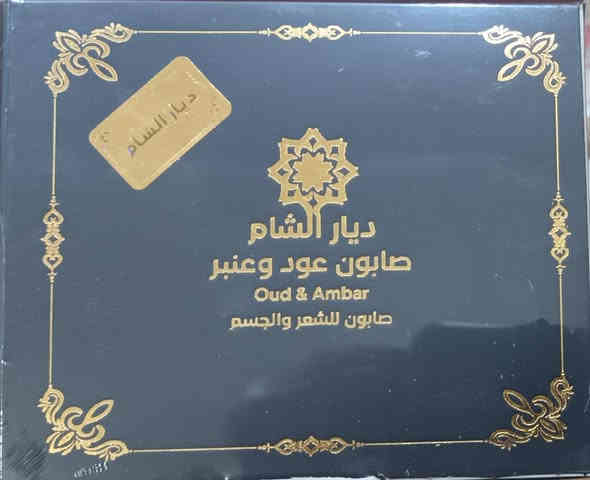 ديار الشام
ديار الشام
صابون عود وعنبر
Oud & Ambar
صابون للشعر والجسم